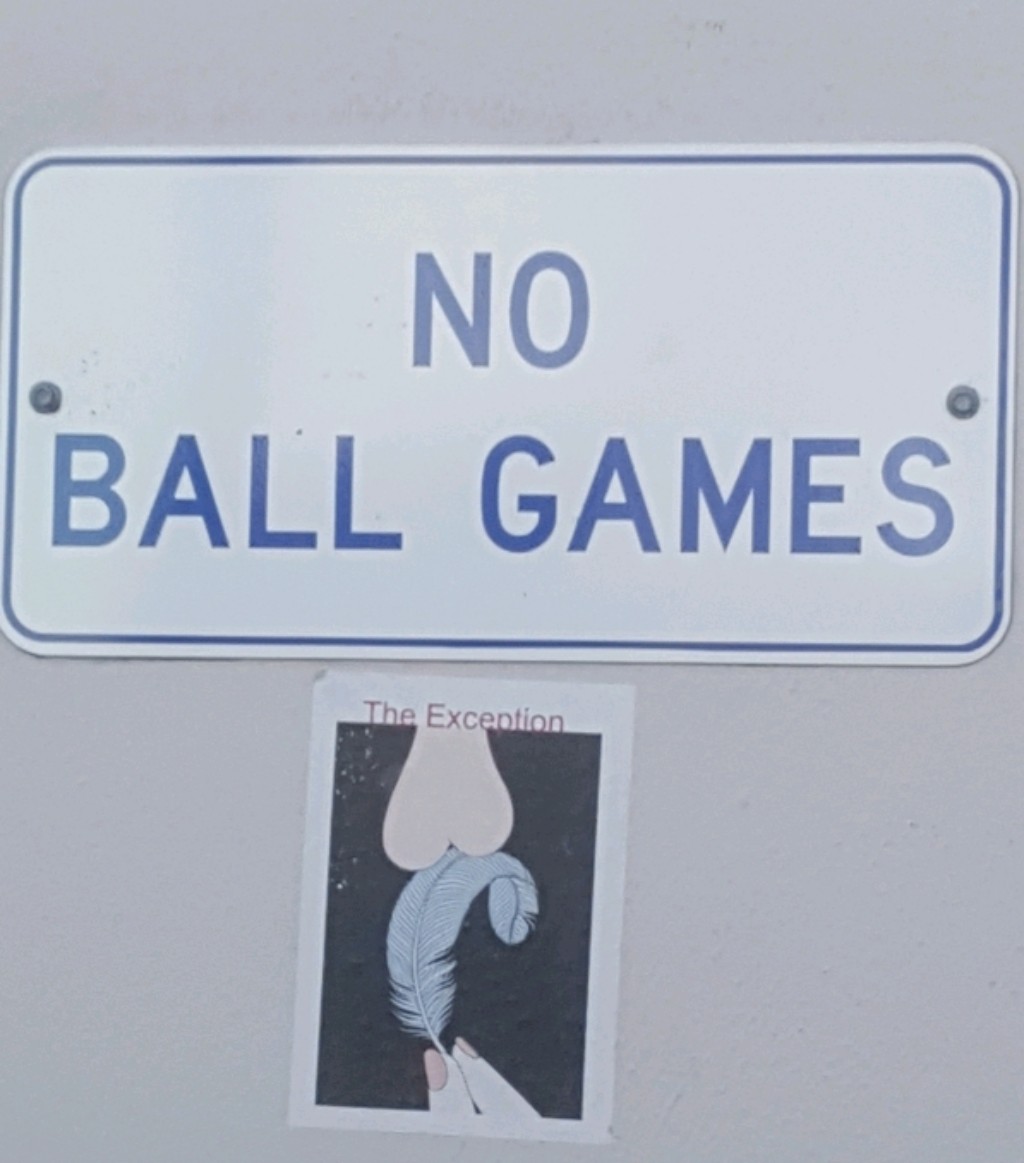 NO
BALL GAMES
The Exception